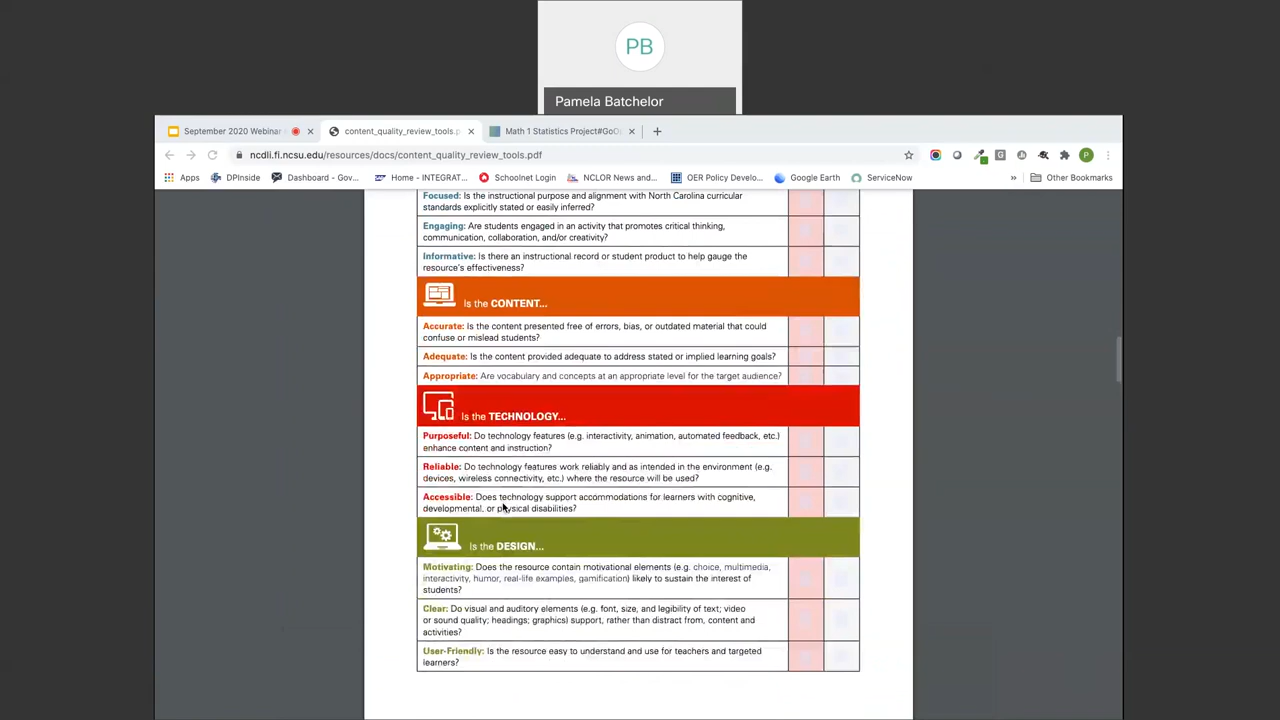 PB
Pamela Batchelor
September 2020 Webinar
content_quality_review_tools.p
Math 1 Statistics Project#GoO
ncdli.fi.ncsu.edu/resources/docs/content_quality_review_tools.pdf
P
Apps
DPInside
Dashboard - Gov...
Home - INTEGRAT...
Schoolnet Login
NCLOR News and...
OER Policy Develo...
Google Earth
ServiceNow
»
Other Bookmarks
Focused: Is the instructional purpose and alignment with North Carolina curricular
standards explicitly stated or easily inferred?
Engaging: Are students engaged in an activity that promotes critical thinking,
communication, collaboration, and/or creativity?
Informative: Is there an instructional record or student product to help gauge the
resource's effectiveness?
Is the CONTENT...
Accurate: Is the content presented free of errors, bias, or outdated material that could
confuse or mislead students?
Adequate: Is the content provided adequate to address stated or implied learning goals?
Appropriate: Are vocabulary and concepts at an appropriate level for the target audience?
Is the TECHNOLOGY...
Purposeful: Do technology features (e.g. interactivity, animation, automated feedback, etc.)
enhance content and instruction?
Reliable: Do technology features work reliably and as intended in the environment (e.g.
devices, wireless connectivity, etc.) where the resource will be used?
Accessible: Does technology support accommodations for learners with cognitive,
developmental, or physical disabilities?
Is the DESIGN...
Motivating: Does the resource contain motivational elements (e.g. choice, multimedia,
interactivity, humor, real-life examples, gamification) likely to sustain the interest of
students?
Clear: Do visual and auditory elements (e.g. font, size, and legibility of text; video
or sound quality; headings; graphics) support, rather than distract from, content and
activities?
User-Friendly: Is the resource easy to understand and use for teachers and targeted
learners?